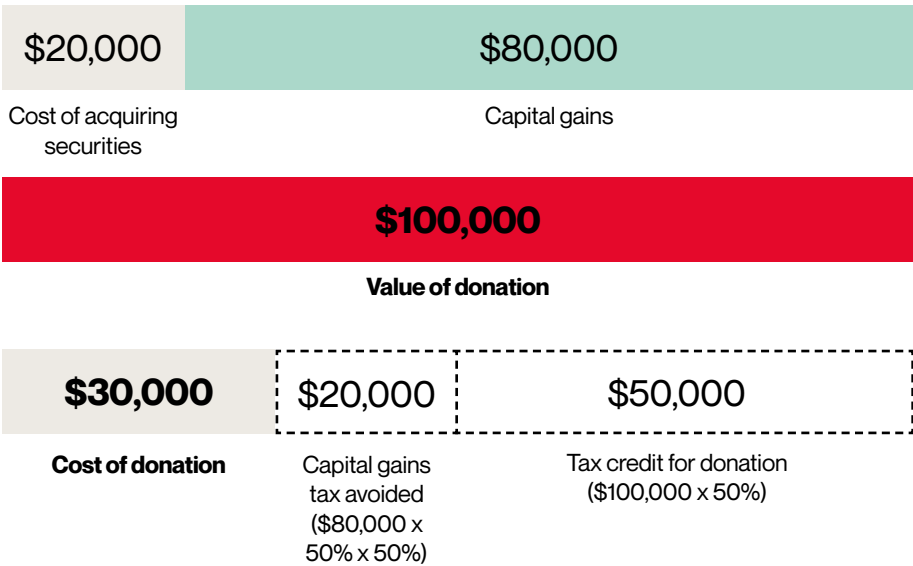 $20,000
$80,000
Cost of acquiring
securities
Capital gains
$100,000
Value of donation
$30,000
$20,000
$50,000
Cost of donation
Capital gains
tax avoided
($80,000 x
50% x 50%)
Tax credit for donation
($100,000 x 50%)